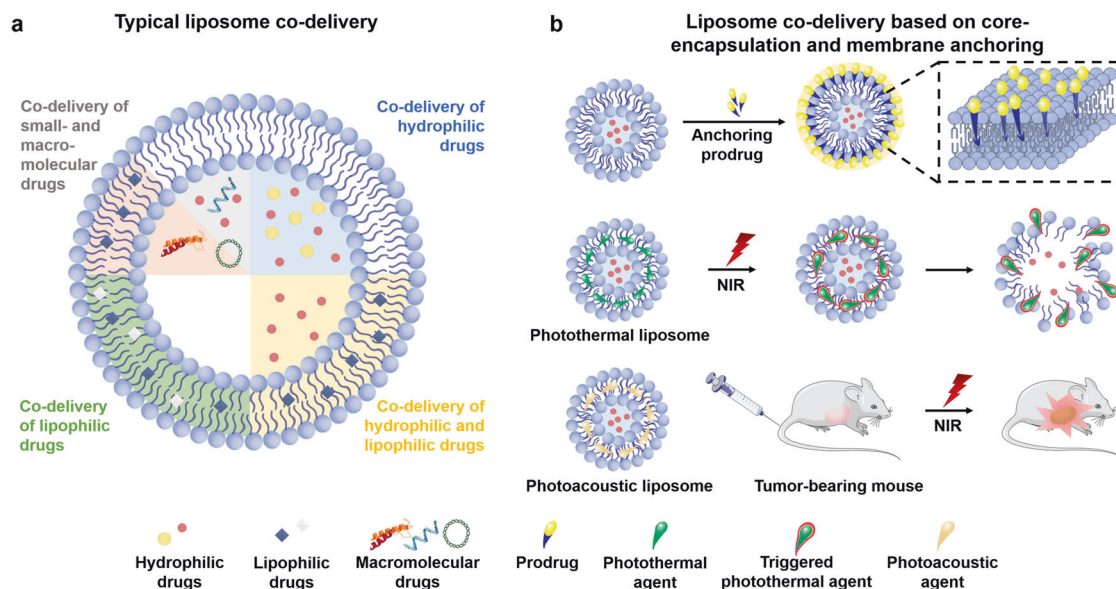 a
Typical liposome co-delivery
Co-delivery of
small- and
macro-
molecular
drugs
Co-delivery of
hydrophilic
drugs
Co-delivery
of lipophilic
drugs
Co-delivery of
hydrophilic and
lipophilic drugs
Hydrophilic
drugs
Lipophilic
drugs
Macromolecular
drugs
b
Liposome co-delivery based on core-
encapsulation and membrane anchoring
Anchoring
prodrug
NIR
Photothermal liposome
NIR
Photoacoustic liposome
Tumor-bearing mouse
Prodrug
Photothermal
agent
Triggered
photothermal agent
Photoacoustic
agent